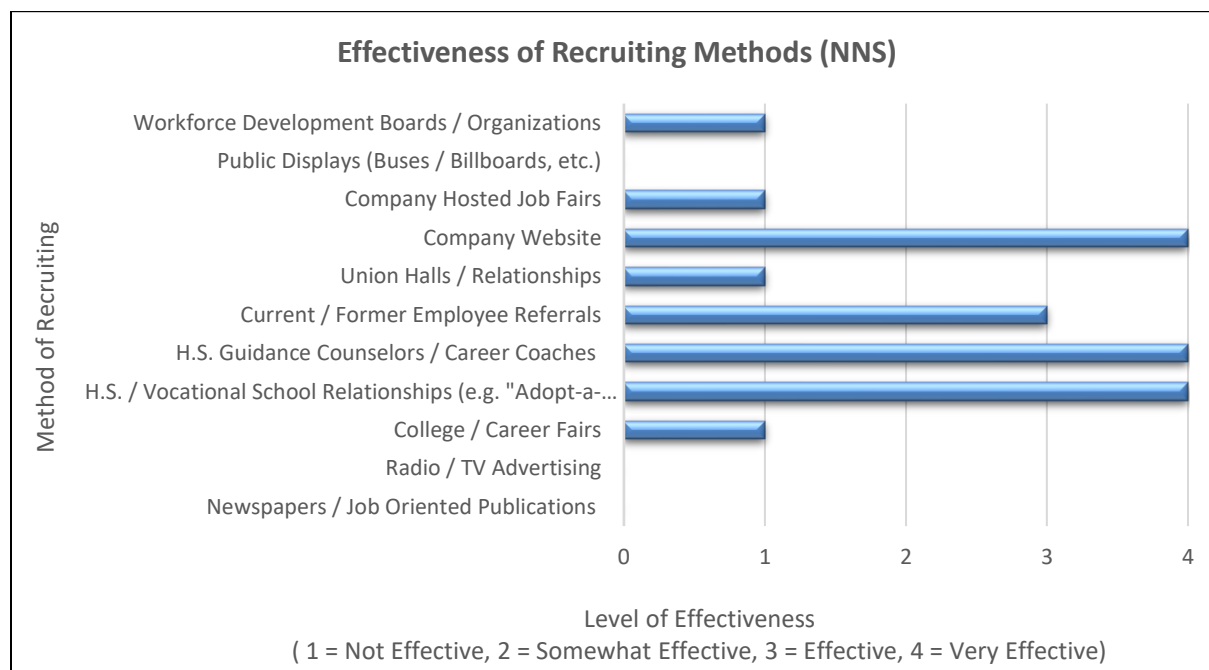 Effectiveness of Recruiting Methods (NNS)
Method of Recruiting
Workforce Development Boards / Organizations
Public Displays (Buses / Billboards, etc.)
Company Hosted Job Fairs
Company Website
Union Halls / Relationships
Current / Former Employee Referrals
H.S. Guidance Counselors / Career Coaches
H.S. / Vocational School Relationships (e.g. "Adopt-a-...
College / Career Fairs
Radio / TV Advertising
Newspapers / Job Oriented Publications
0 1 2 3 4
Level of Effectiveness
( 1 = Not Effective, 2 = Somewhat Effective, 3 = Effective, 4 = Very Effective)